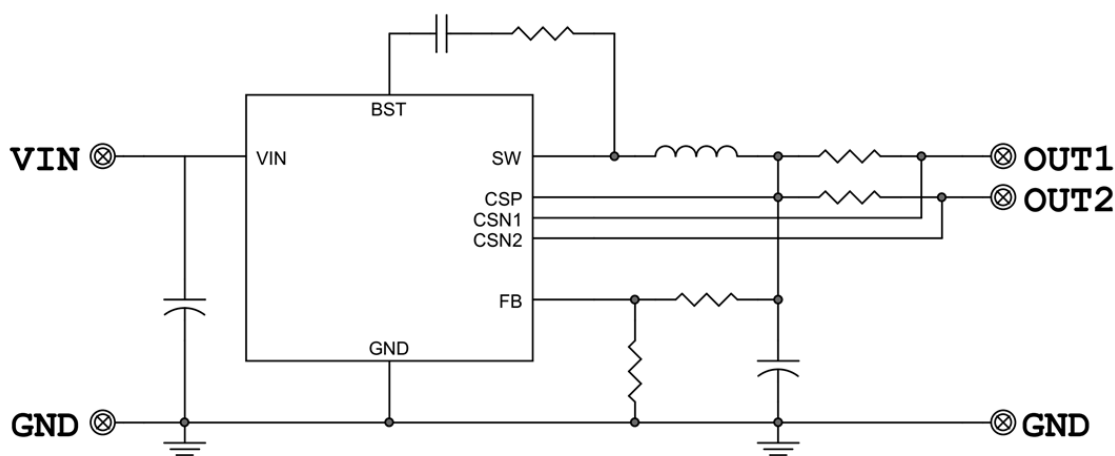 BST
VIN
VIN
SW
OUT1
CSP
OUT2
CSN1
CSN2
FB
GND
GND
GND